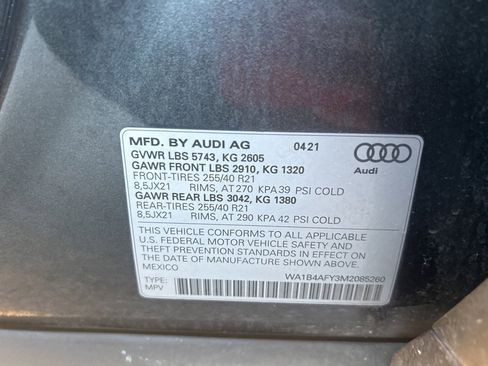 MFD. BY AUDI AG 04 21
GVWR LBS 5743, KG 2605
GAWR FRONT LBS 2910, KG 1320
FRONT-TIRES 255/40 R21
8,5JX21 RIMS, AT 270 KPA 39 PSI COLD
GAWR REAR LBS 3042, KG 1380
REAR-TIRES 255/40 R21
8,5JX21 RIMS, AT 290 KPA 42 PSI COLD
Audi
THIS VEHICLE CONFORMS TO ALL APPLICABLE
U.S. FEDERAL MOTOR VEHICLE SAFETY AND
THEFT PREVENTION STANDARDS IN EFFECT ON
THE DATE OF MANUFACTURE SHOWN ABOVE.
MEXICO
WA1B4AFY3M2085260
TYPE:
MPV